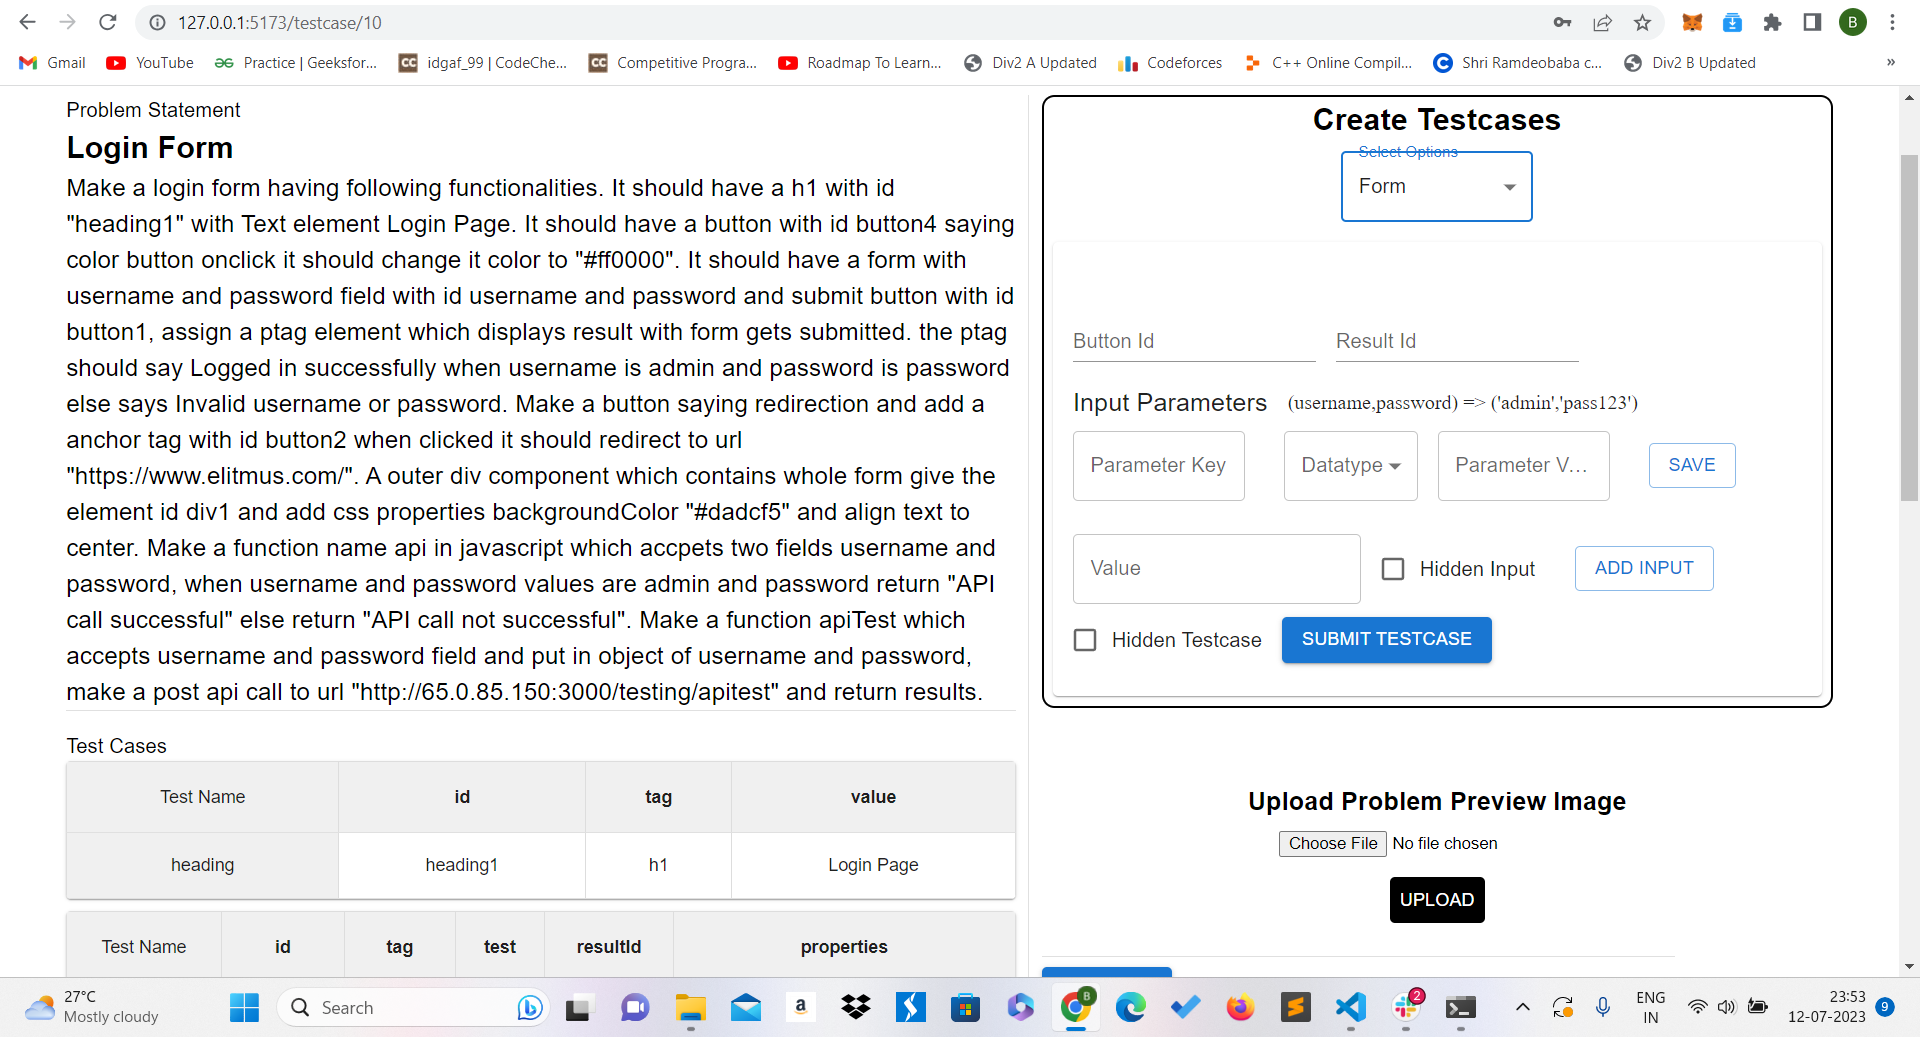 127.0.0.1:5173/testcase/10
B
Gmail
YouTube
Practice | Geeksfor...
idgaf_99 | CodeChe...
Competitive Progra...
Roadmap To Learn...
Div2 A Updated
Codeforces
C++ Online Compil...
Shri Ramdeobaba c...
Div2 B Updated
»
Problem Statement
Login Form
Make a login form having following functionalities. It should have a h1 with id
"heading1" with Text element Login Page. It should have a button with id button4 saying
color button onclick it should change it color to "#ff0000". It should have a form with
username and password field with id username and password and submit button with id
button1, assign a ptag element which displays result with form gets submitted. the ptag
should say Logged in successfully when username is admin and password is password
else says Invalid username or password. Make a button saying redirection and add a
anchor tag with id button2 when clicked it should redirect to url
"https://www.elitmus.com/". A outer div component which contains whole form give the
element id div1 and add css properties backgroundColor "#dadcf5" and align text to
center. Make a function name api in javascript which accpets two fields username and
password, when username and password values are admin and password return "API
call successful" else return "API call not successful". Make a function apiTest which
accepts username and password field and put in object of username and password,
make a post api call to url "http://65.0.85.150:3000/testing/apitest" and return results.
Test Cases
Test Name id tag value
heading heading1 h1 Login Page
Test Name id tag test resultId properties
Create Testcases
Select Options
Form
Button Id
Result Id
Input Parameters (username,password) => ('admin','pass123')
Parameter Key
Datatype
Parameter V...
SAVE
Value
Hidden Input
ADD INPUT
Hidden Testcase
SUBMIT TESTCASE
Upload Problem Preview Image
Choose File No file chosen
UPLOAD
27°C
Mostly cloudy
Search
a
B
2
ENG
IN
23:53
12-07-2023
9